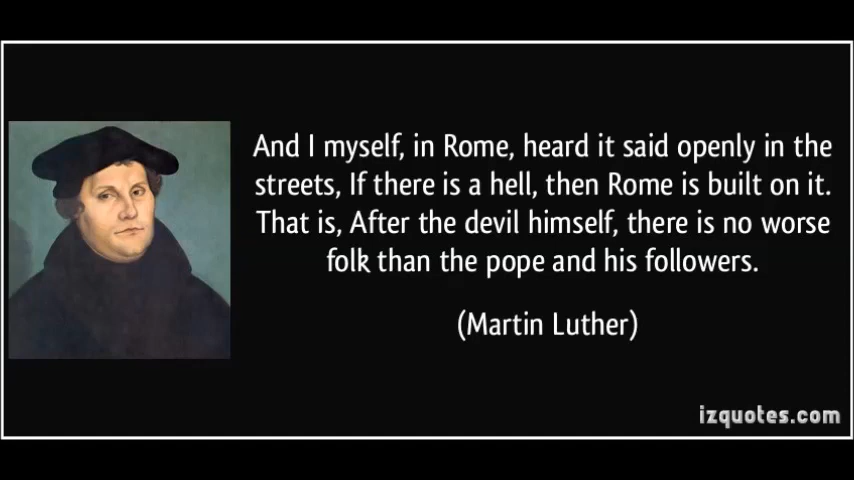 And I myself, in Rome, heard it said openly in the
streets, If there is a hell, then Rome is built on it.
That is, After the devil himself, there is no worse
folk than the pope and his followers.
(Martin Luther)
izquotes.com